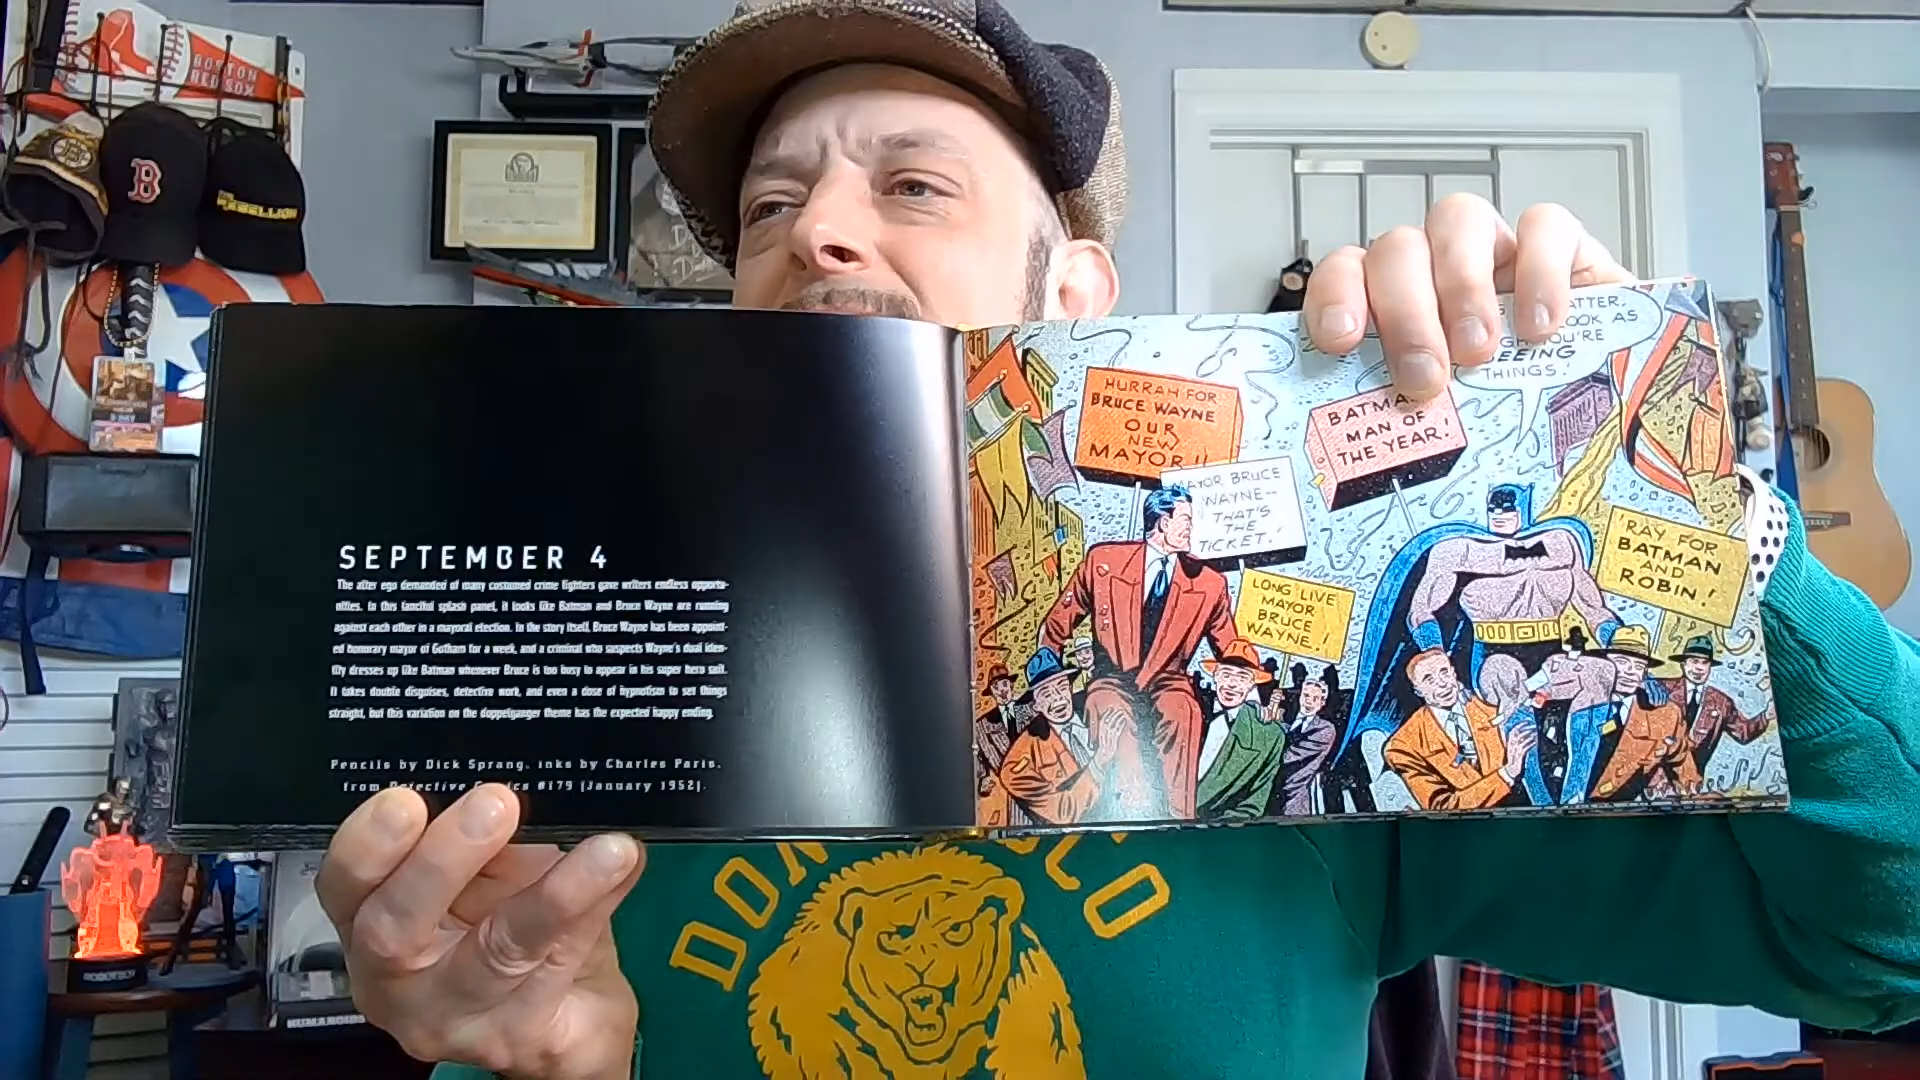 BOSTON
RED SOX
B
REBELLION
SEPTEMBER 4
The alter ego demanded of many costumed crime fighters gave writers endless opportu-
nities. In this fanciful splash panel, it looks like Batman and Bruce Wayne are running
against each other in a mayoral election. In the story itself, Bruce Wayne has been appoint-
ed honorary mayor of Gotham for a week, and a criminal who suspects Wayne's dual iden-
tity dresses up like Batman whenever Bruce is too busy to appear in his super hero suit.
It takes double disguises, detective work, and even a dose of hypnotism to set things
straight, but this variation on the doppelganger theme has the expected happy ending.
Pencils by Dick Sprang, inks by Charles Paris,
from Detective Comics #179 (January 1952).
HURRAH FOR
BRUCE WAYNE
OUR
NEW
MAYOR!!
MAYOR BRUCE
WAYNE--
THAT'S
THE
TICKET!
LONG LIVE
MAYOR
BRUCE
WAYNE!
MAN OF
THE YEAR!
LOOK AS
YOU'RE
SEEING
THINGS!
'RAY FOR
BATMAN
AND
ROBIN!